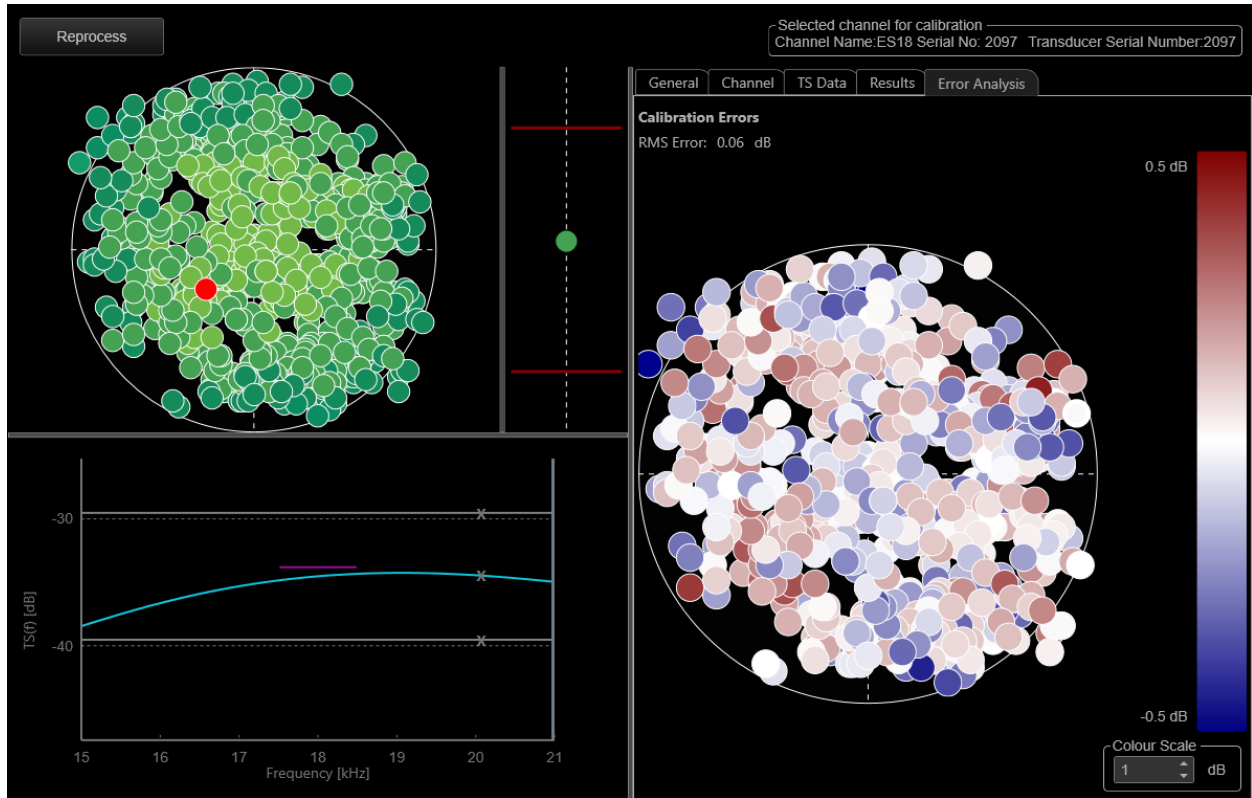 Reprocess
Selected channel for calibration
Channel Name:ES18 Serial No: 2097 Transducer Serial Number:2097
General Channel TS Data Results Error Analysis
Calibration Errors
RMS Error: 0.06 dB
0.5 dB
-0.5 dB
Colour Scale
1 dB
TS(f) [dB]
-30
-40
x
x
x
15 16 17 18 19 20 21
Frequency [kHz]